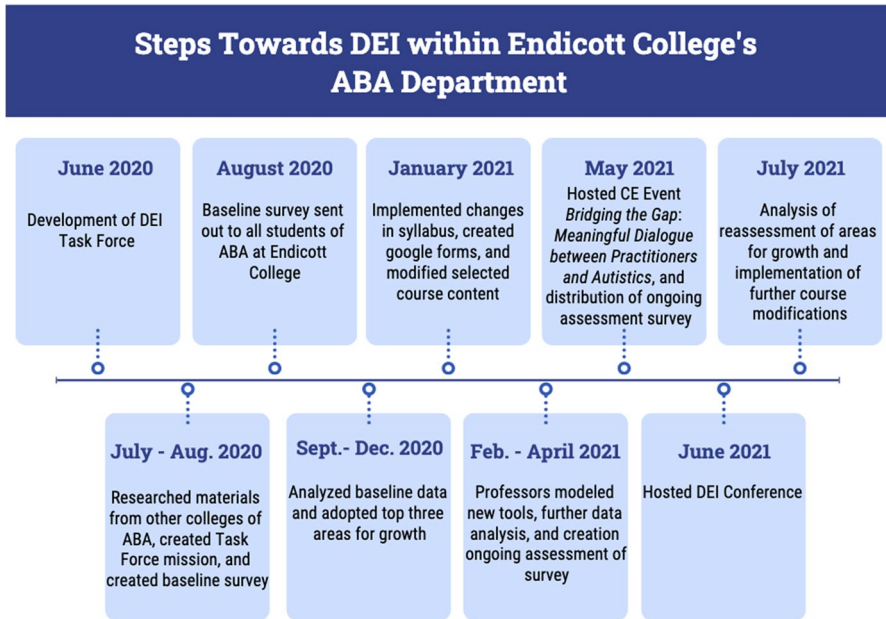 Steps Towards DEI within Endicott College's
ABA Department
June 2020
Development of DEI
Task Force
August 2020
Baseline survey sent
out to all students of
ABA at Endicott
College
January 2021
Implemented changes
in syllabus, created
google forms, and
modified selected
course content
May 2021
Hosted CE Event
Bridging the Gap:
Meaningful Dialogue
between Practitioners
and Autistics, and
distribution of ongoing
assessment survey
July 2021
Analysis of
reassessment of areas
for growth and
implementation of
further course
modifications
July - Aug. 2020
Researched materials
from other colleges of
ABA, created Task
Force mission, and
created baseline survey
Sept.- Dec. 2020
Analyzed baseline data
and adopted top three
areas for growth
Feb. - April 2021
Professors modeled
new tools, further data
analysis, and creation
ongoing assessment of
survey
June 2021
Hosted DEI Conference